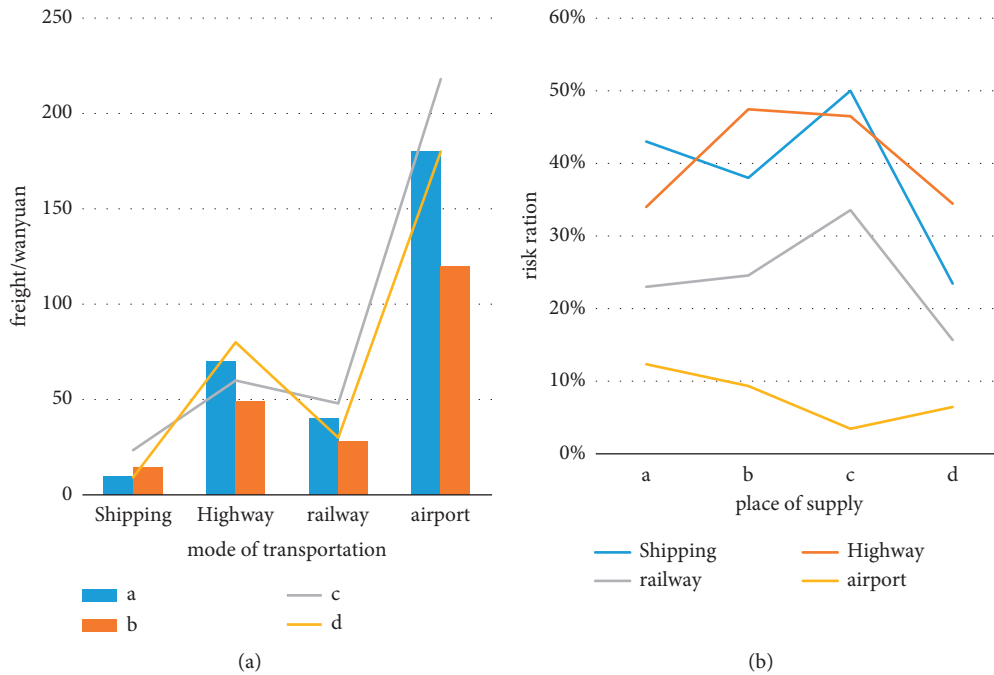 250
200
150
100
50
0
freight/wanyuan
Shipping Highway railway airport
mode of transportation
a c
b d
(a)
60%
50%
40%
30%
20%
10%
0%
risk ration
a b c d
place of supply
Shipping Highway
railway airport
(b)